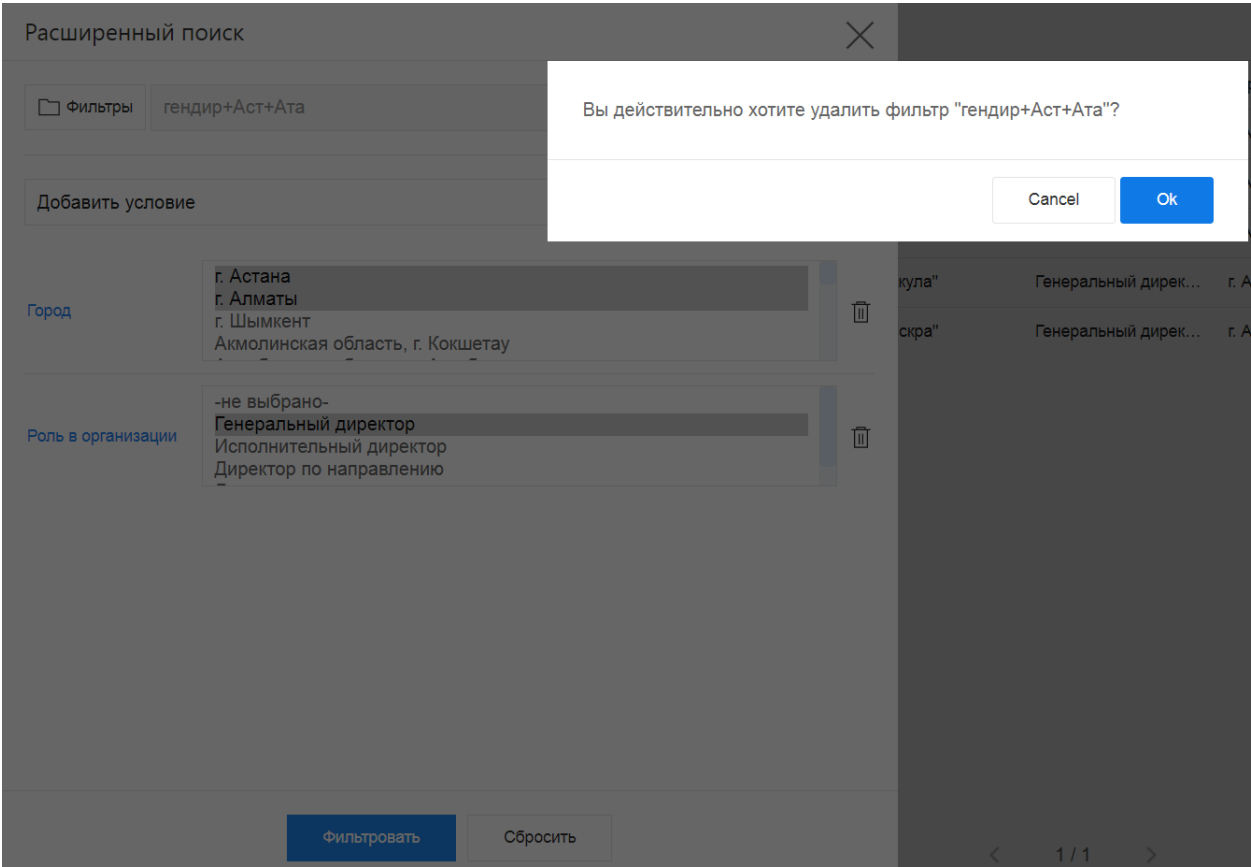 Расширенный поиск
Фильтры
гендир+Аст+Ата
Вы действительно хотите удалить фильтр "гендир+Аст+Ата"?
Cancel
Ok
Добавить условие
Город
г. Астана
г. Алматы
г. Шымкент
Акмолинская область, г. Кокшетау
кула"
Генеральный дирек...
г. А
скра"
Генеральный дирек...
г. А
Роль в организации
-не выбрано-
Генеральный директор
Исполнительный директор
Директор по направлению
Фильтровать
Сбросить
1 / 1